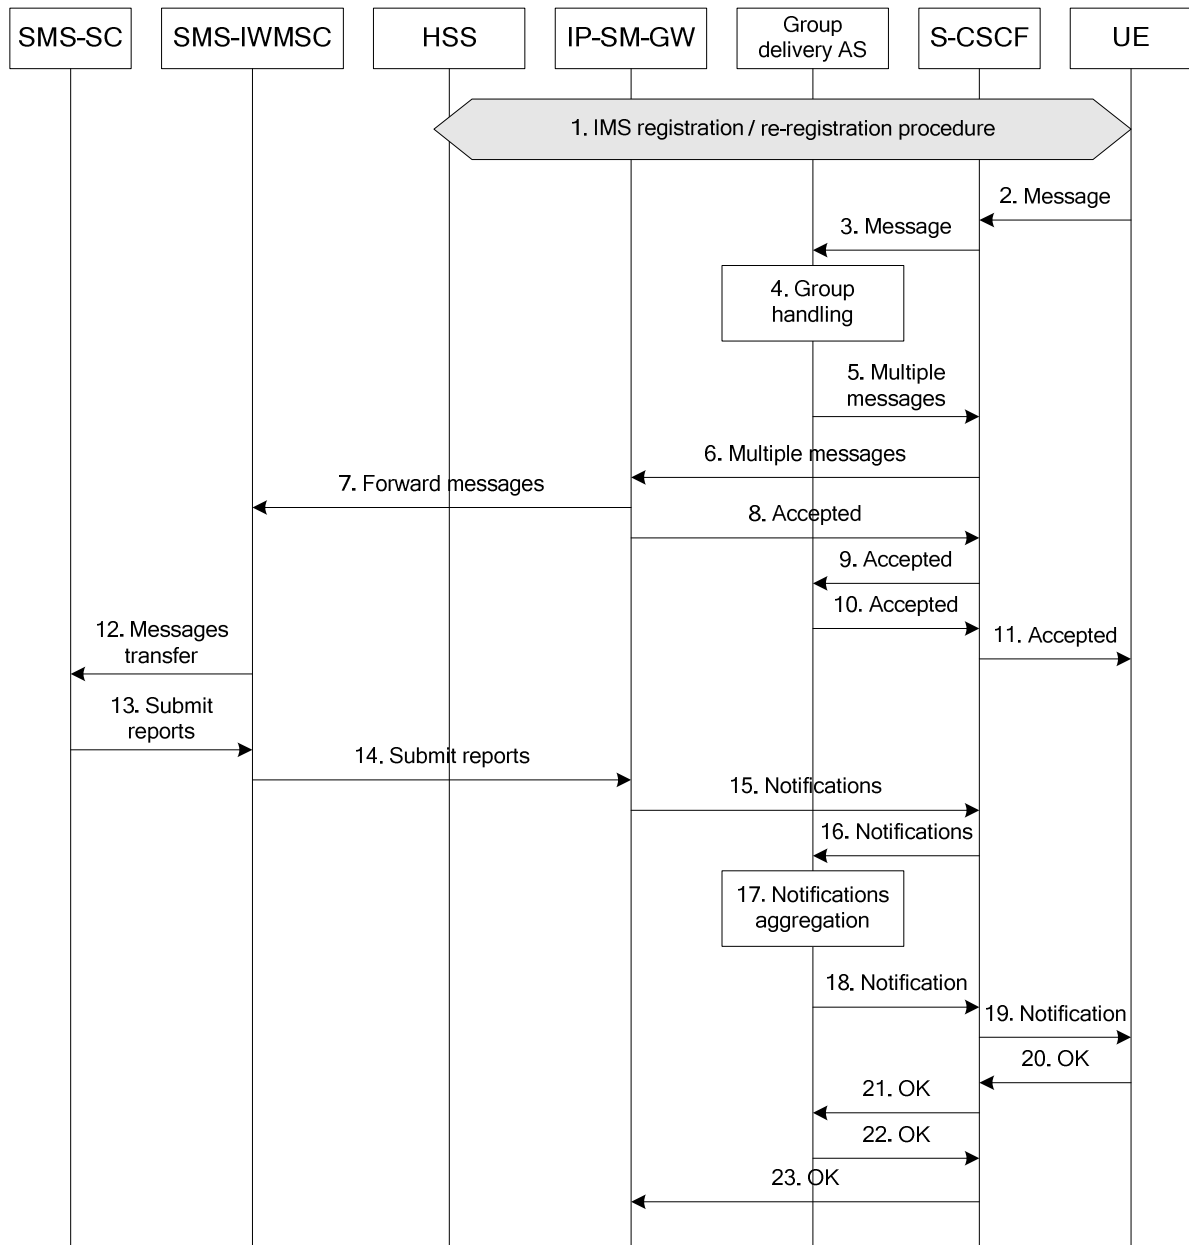 SMS-SC
SMS-IWMSC
HSS
IP-SM-GW
Group
delivery AS
S-CSCF
UE
1. IMS registration / re-registration procedure
2. Message
3. Message
4. Group
handling
5. Multiple
messages
6. Multiple messages
7. Forward messages
8. Accepted
9. Accepted
10. Accepted
11. Accepted
12. Messages
transfer
13. Submit
reports
14. Submit reports
15. Notifications
16. Notifications
17. Notifications
aggregation
18. Notification
19. Notification
20. OK
21. OK
22. OK
23. OK